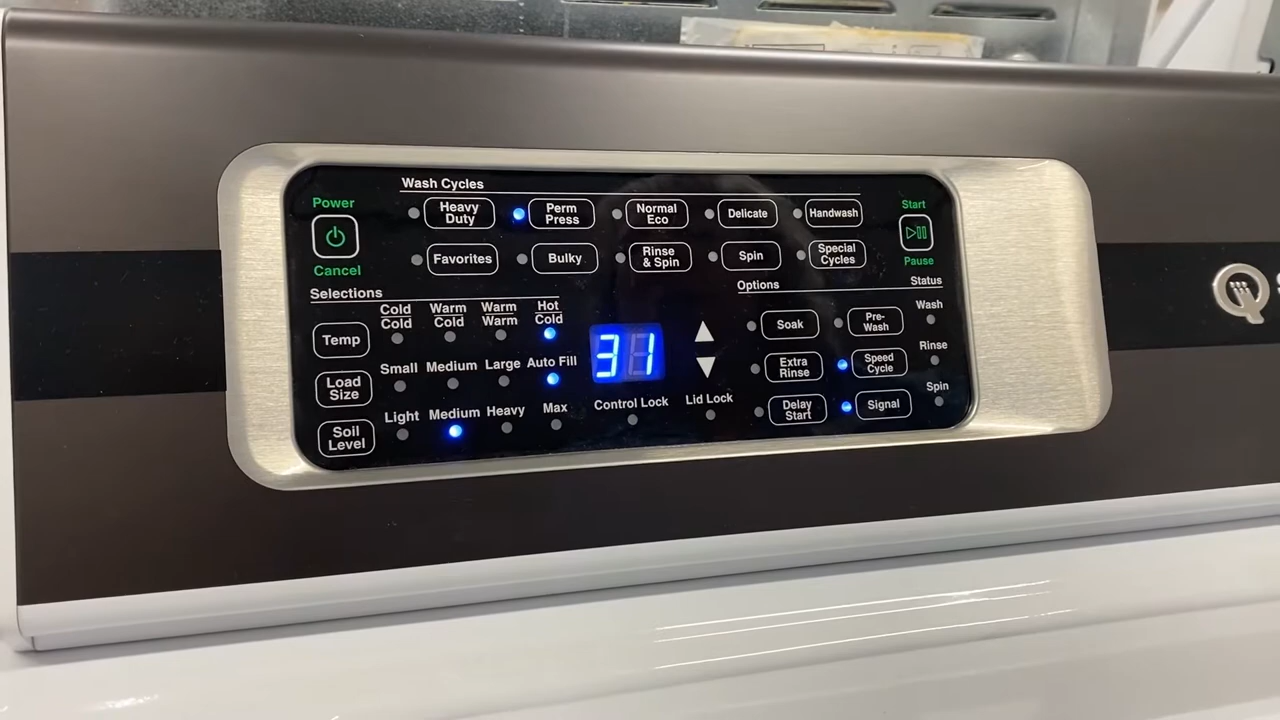 Wash Cycles
Power
Heavy Duty
Perm Press
Normal Eco
Delicate
Handwash
Start
Cancel
Favorites
Bulky
Rinse & Spin
Spin
Special Cycles
Pause
Selections
Options
Status
Temp
Cold Cold
Warm Cold
Warm Warm
Hot Cold
31
Soak
Pre-Wash
Wash
Load Size
Small
Medium
Large
Auto Fill
Extra Rinse
Speed Cycle
Rinse
Soil Level
Light
Medium
Heavy
Max
Control Lock
Lid Lock
Delay Start
Signal
Spin
Q